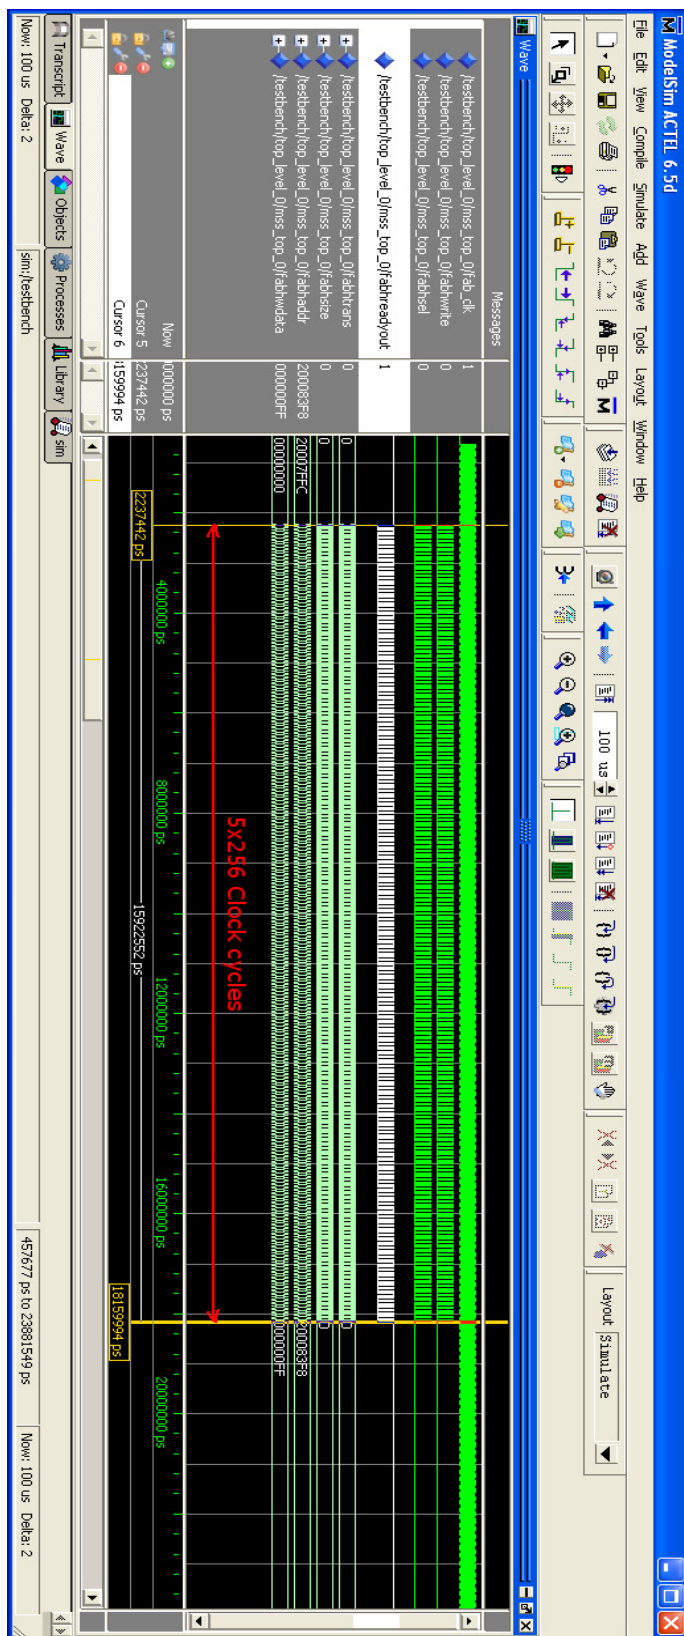 ModelSim ACTEL 6.5d
File Edit View Compile Simulate Add Wave Tools Layout Window Help
100 us
Layout Simulate
Wave
Messages
/testbench/top_level_0/mss_top_0/fab_clk 1
/testbench/top_level_0/mss_top_0/fabhwrite 0
/testbench/top_level_0/mss_top_0/fabhsel 0
/testbench/top_level_0/mss_top_0/fabhreadyout 1
/testbench/top_level_0/mss_top_0/fabhtrans 0 0 0
/testbench/top_level_0/mss_top_0/fabhsize 0 0 0
/testbench/top_level_0/mss_top_0/fabhaddr 200083F8 20007FFC 200083F8
/testbench/top_level_0/mss_top_0/fabhwdata 000000FF 00000000 000000FF
5x256 Clock cycles
Now 00000000 ps 4000000 ps 8000000 ps 12000000 ps 16000000 ps 20000000 ps
Cursor 5 2237442 ps 2237442 ps 15922552 ps
Cursor 6 159994 ps 18159994 ps
Transcript Wave Objects Processes Library sim
Now: 100 us Delta: 2 sim:/testbench 457677 ps to 23881549 ps Now: 100 us Delta: 2